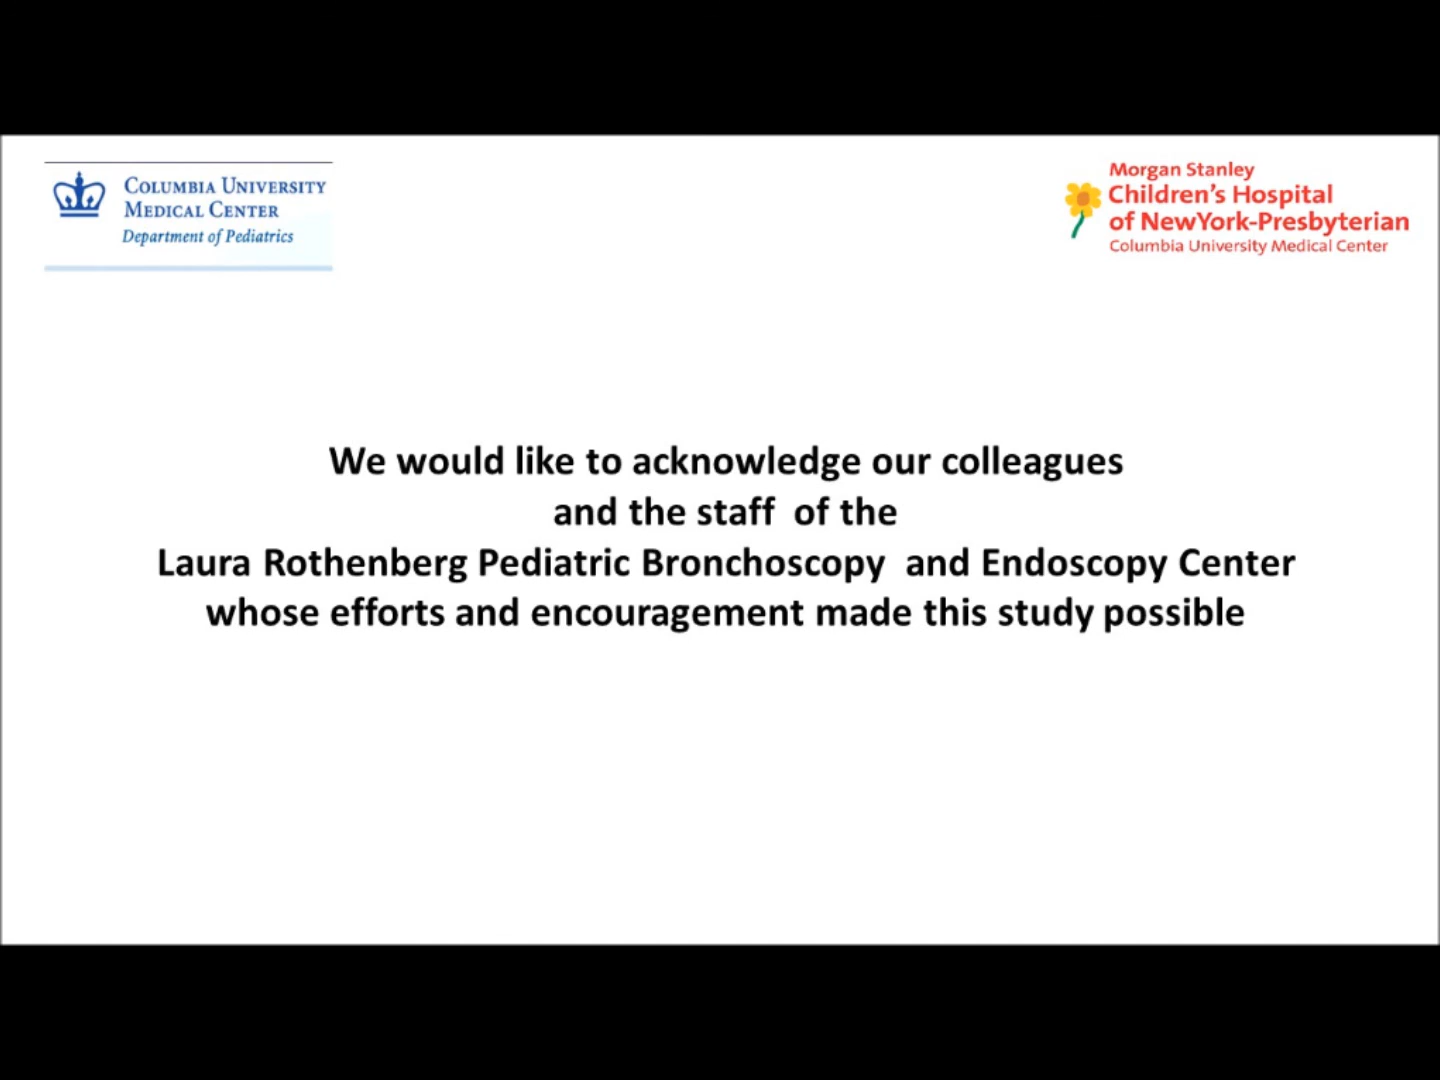 COLUMBIA UNIVERSITY
MEDICAL CENTER
Department of Pediatrics
Morgan Stanley
Children's Hospital
of NewYork-Presbyterian
Columbia University Medical Center
We would like to acknowledge our colleagues
and the staff  of the
Laura Rothenberg Pediatric Bronchoscopy  and Endoscopy Center
whose efforts and encouragement made this study possible